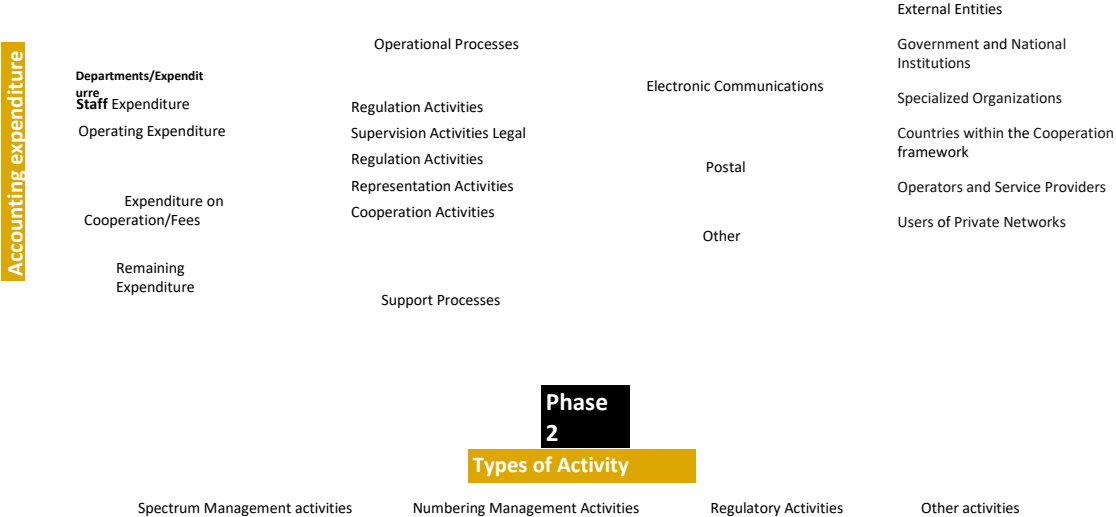 Accounting expenditure
Departments/Expendit
urre
Staff Expenditure
Operating Expenditure
Expenditure on
Cooperation/Fees
Remaining
Expenditure
Operational Processes
Regulation Activities
Supervision Activities Legal
Regulation Activities
Representation Activities
Cooperation Activities
Support Processes
Electronic Communications
Postal
Other
External Entities
Government and National
Institutions
Specialized Organizations
Countries within the Cooperation
framework
Operators and Service Providers
Users of Private Networks
Phase
2
Types of Activity
Spectrum Management activities
Numbering Management Activities
Regulatory Activities
Other activities